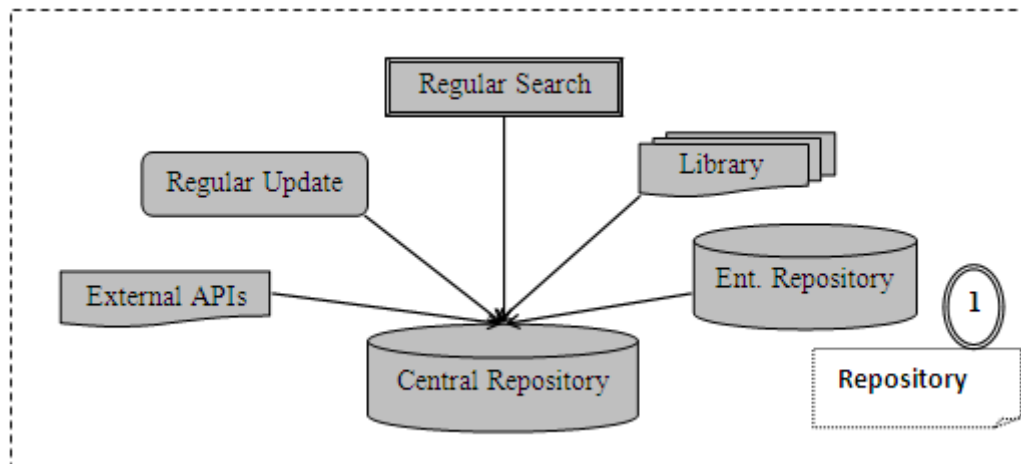 Regular Search
Library
Regular Update
Ent. Repository
External APIs
1
Central Repository
Repository